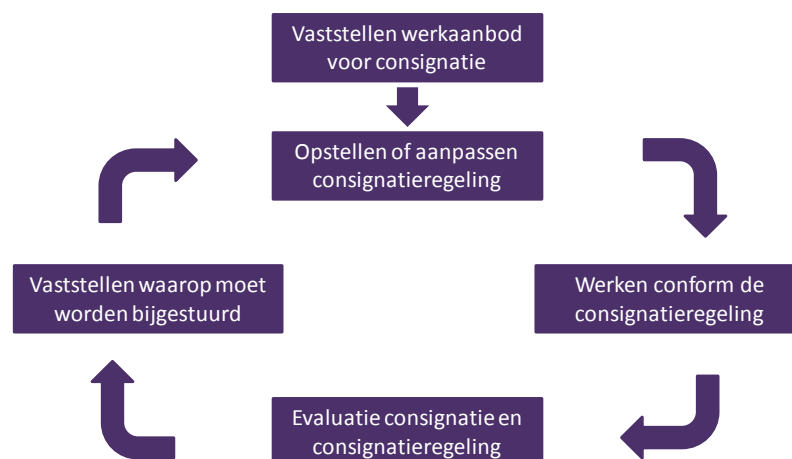 Vaststellen werkaanbod
voor consignatie
Opstellen of aanpassen
consignatieregeling
Werken conform de
consignatieregeling
Evaluatie consignatie en
consignatieregeling
Vaststellen waarop moet
worden bijgestuurd